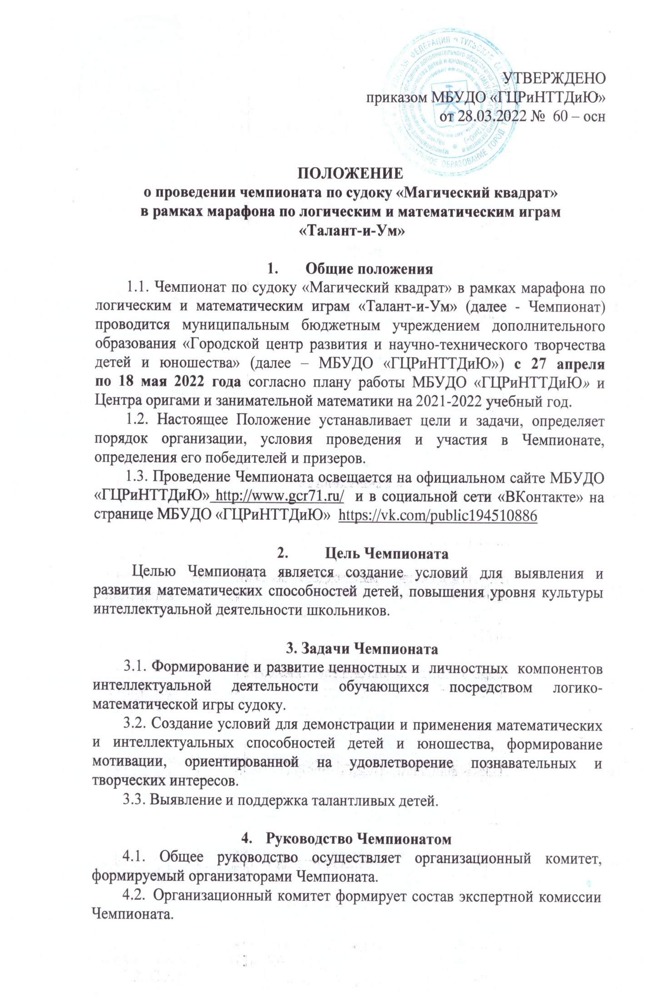 УТВЕРЖДЕНО
приказом МБУДО «ГЦРиНТТДиЮ»
от 28.03.2022 № 60 – осн
ПОЛОЖЕНИЕ
о проведении чемпионата по судоку «Магический квадрат»
в рамках марафона по логическим и математическим играм
«Талант-и-Ум»
1. Общие положения
1.1. Чемпионат по судоку «Магический квадрат» в рамках марафона по
логическим и математическим играм «Талант-и-Ум» (далее - Чемпионат)
проводится муниципальным бюджетным учреждением дополнительного
образования «Городской центр развития и научно-технического творчества
детей и юношества» (далее – МБУДО «ГЦРиНТТДиЮ») с 27 апреля
по 18 мая 2022 года согласно плану работы МБУДО «ГЦРиНТТДиЮ» и
Центра оригами и занимательной математики на 2021-2022 учебный год.
1.2. Настоящее Положение устанавливает цели и задачи, определяет
порядок организации, условия проведения и участия в Чемпионате,
определения его победителей и призеров.
1.3. Проведение Чемпионата освещается на официальном сайте МБУДО
«ГЦРиНТТДиЮ» http://www.gcr71.ru/ и в социальной сети «ВКонтакте» на
странице МБУДО «ГЦРиНТТДиЮ» https://vk.com/public194510886
2. Цель Чемпионата
Целью Чемпионата является создание условий для выявления и
развития математических способностей детей, повышения уровня культуры
интеллектуальной деятельности школьников.
3. Задачи Чемпионата
3.1. Формирование и развитие ценностных и личностных компонентов
интеллектуальной деятельности обучающихся посредством логико-
математической игры судоку.
3.2. Создание условий для демонстрации и применения математических
и интеллектуальных способностей детей и юношества, формирование
мотивации, ориентированной на удовлетворение познавательных и
творческих интересов.
3.3. Выявление и поддержка талантливых детей.
4. Руководство Чемпионатом
4.1. Общее руководство осуществляет организационный комитет,
формируемый организаторами Чемпионата.
4.2. Организационный комитет формирует состав экспертной комиссии
Чемпионата.